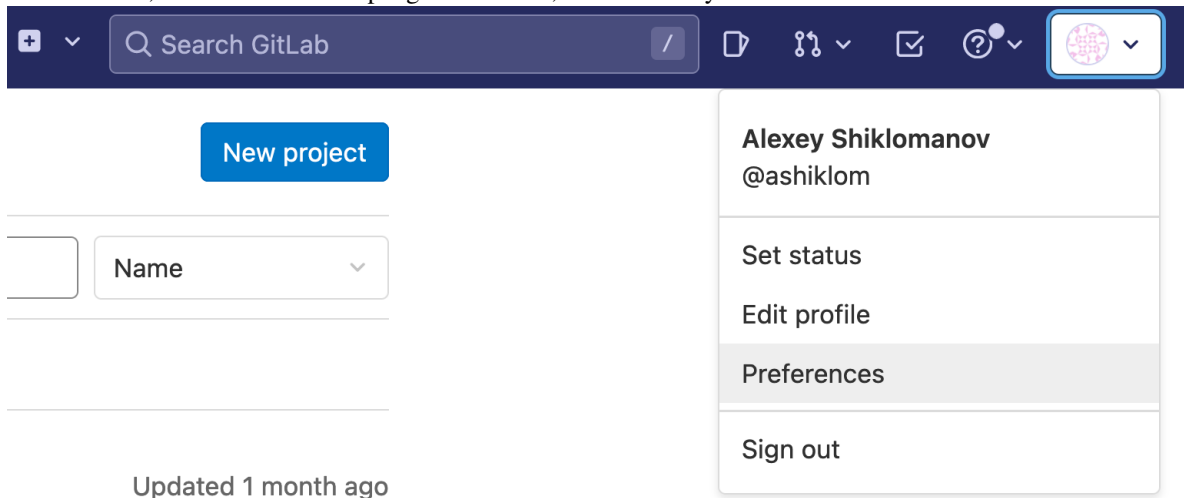 Search GitLab
/
New project
Alexey Shiklomanov
@ashiklom
Name
Set status
Edit profile
Preferences
Sign out
Updated 1 month ago